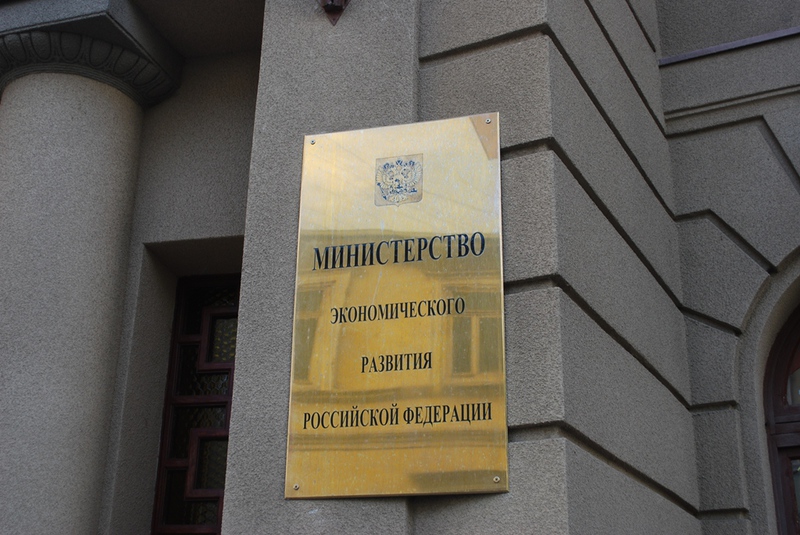 МИНИСТЕРСТВО
ЭКОНОМИЧЕСКОГО
РАЗВИТИЯ
РОССИЙСКОЙ ФЕДЕРАЦИИ